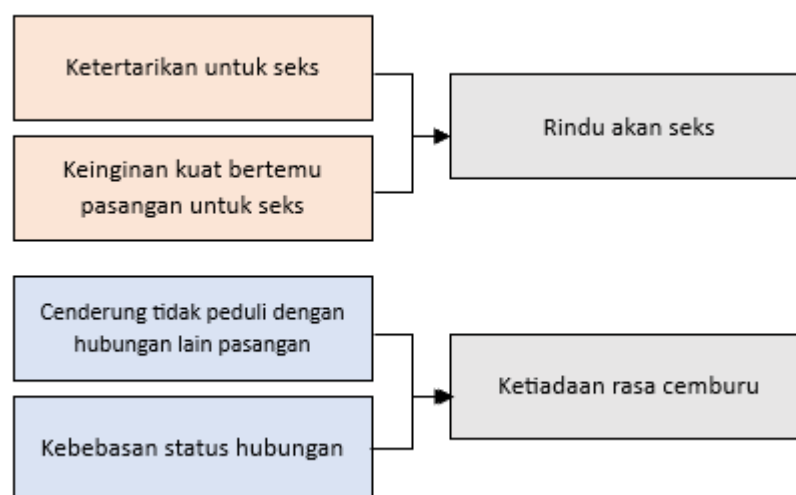 Ketertarikan untuk seks
Rindu akan seks
Keinginan kuat bertemu
pasangan untuk seks
Cenderung tidak peduli dengan
hubungan lain pasangan
Ketiadaan rasa cemburu
Kebebasan status hubungan